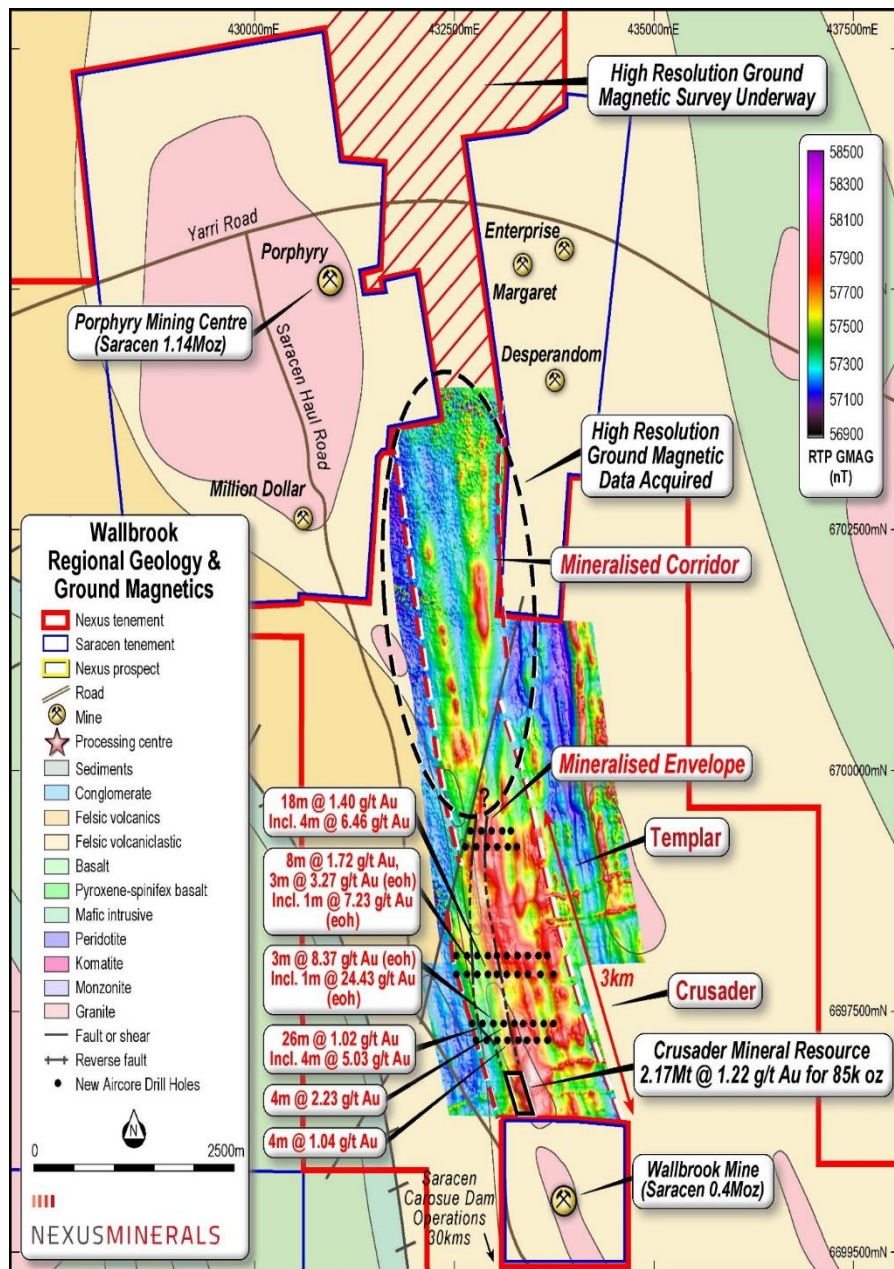 430000mE
432500mE
435000mE
437500mE
High Resolution Ground
Magnetic Survey Underway
58500
58300
58100
57900
57700
57500
57300
57100
56900
RTP GMAG
(nT)
Yarri Road
Porphyry
Enterprise
Margaret
Porphyry Mining Centre
(Saracen 1.14Moz)
Saracen Haul Road
Desperandom
High Resolution
Ground Magnetic
Data Acquired
Million Dollar
6702500mN
Mineralised Corridor
Wallbrook
Regional Geology &
Ground Magnetics
Nexus tenement
Saracen tenement
Nexus prospect
Road
Mine
Processing centre
Sediments
Conglomerate
Felsic volcanics
Felsic volcaniclastic
Basalt
Pyroxene-spinifex basalt
Mafic intrusive
Peridotite
Komatite
Monzonite
Granite
Fault or shear
Reverse fault
New Aircore Drill Holes
N
0
2500m
NEXUSMINERALS
6700000mN
Mineralised Envelope
?
18m @ 1.40 g/t Au
Incl. 4m @ 6.46 g/t Au
8m @ 1.72 g/t Au,
3m @ 3.27 g/t Au (eoh)
Incl. 1m @ 7.23 g/t Au
(eoh)
3m @ 8.37 g/t Au (eoh)
Incl. 1m @ 24.43 g/t Au
(eoh)
26m @ 1.02 g/t Au
Incl. 4m @ 5.03 g/t Au
4m @ 2.23 g/t Au
4m @ 1.04 g/t Au
Templar
3km
Crusader
6697500mN
Crusader Mineral Resource
2.17Mt @ 1.22 g/t Au for 85k oz
Wallbrook Mine
(Saracen 0.4Moz)
Saracen
Carosue Dam
Operations
30kms
6699500mN